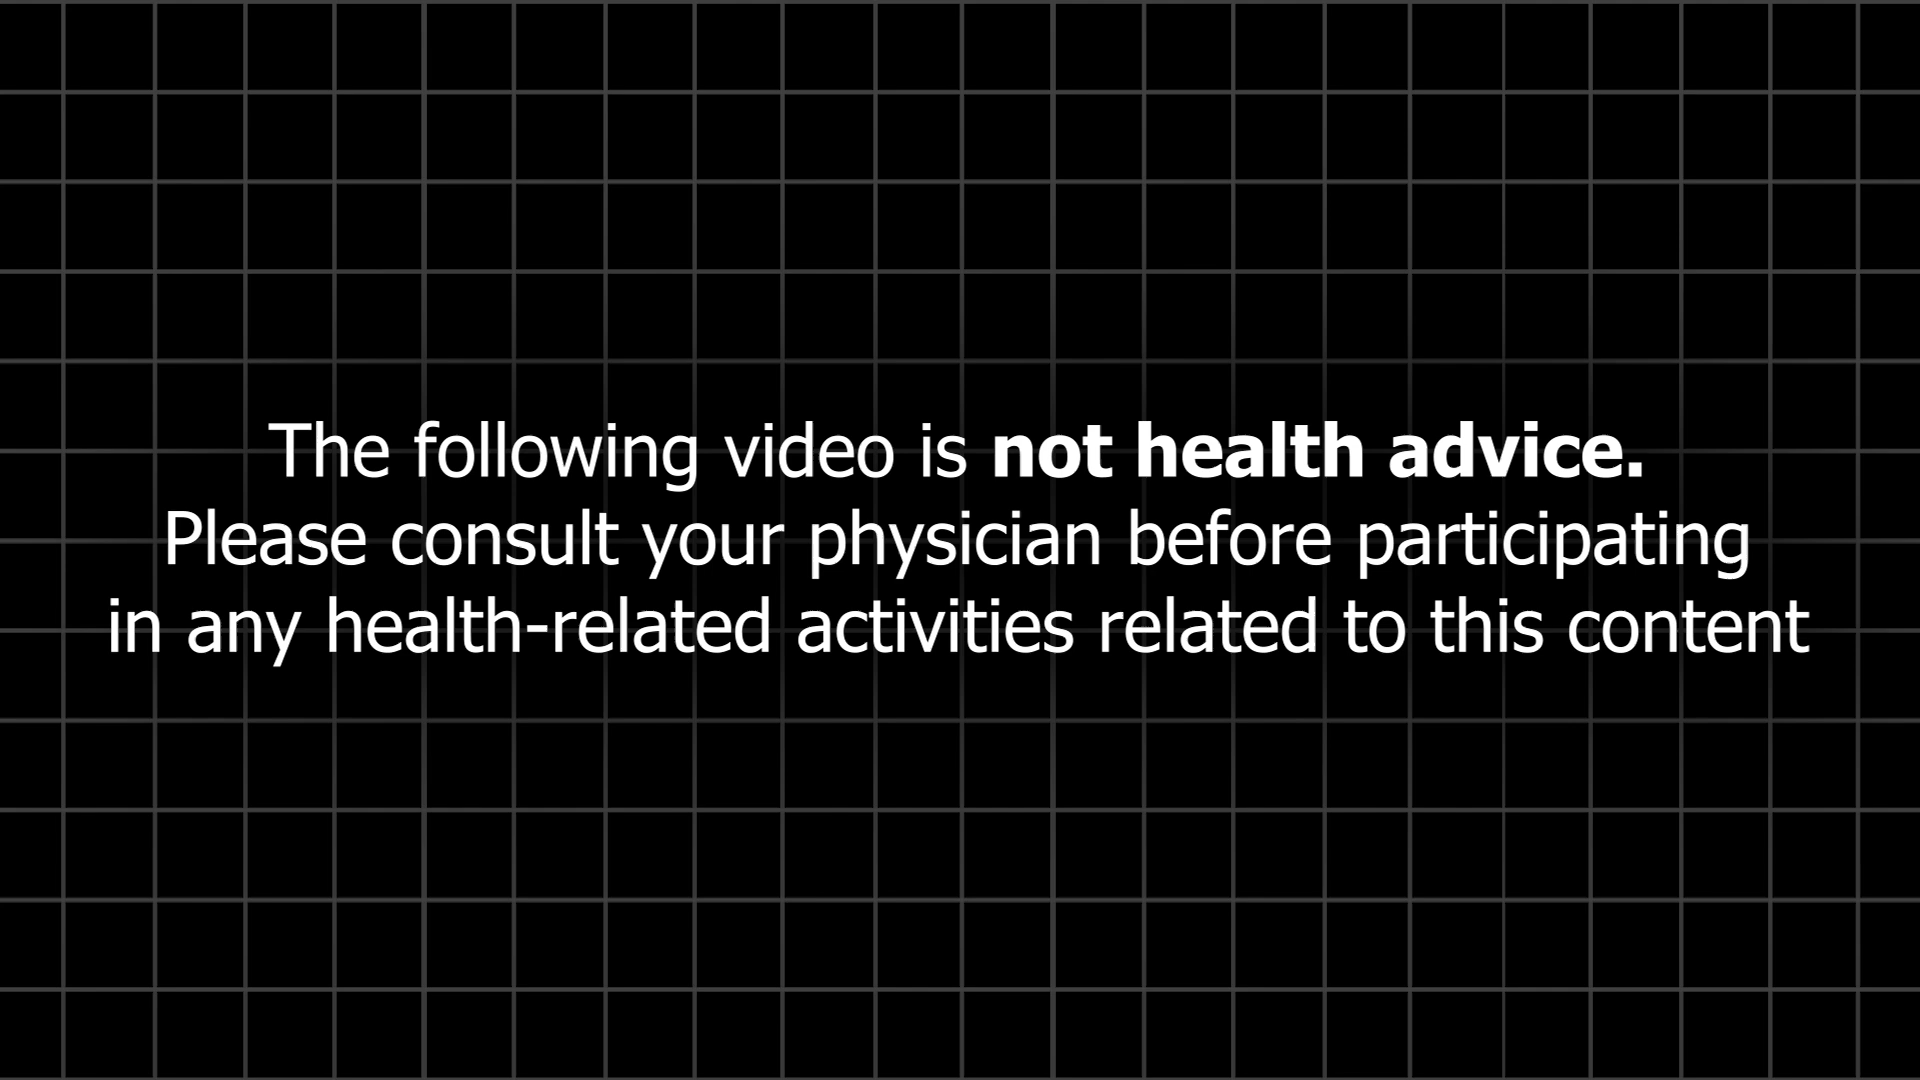 The following video is not health advice.
Please consult your physician before participating
in any health-related activities related to this content